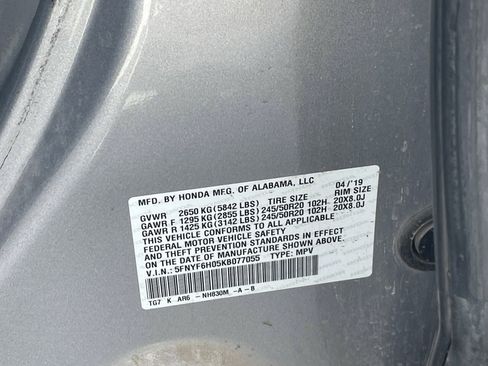 MFD. BY HONDA MFG. OF ALABAMA, LLC 04/'19
GVWR 2650 KG(5842 LBS) TIRE SIZE RIM SIZE
GAWR F 1295 KG(2855 LBS) 245/50R20 102H 20X8.0J
GAWR R 1425 KG(3142 LBS) 245/50R20 102H 20X8.0J
THIS VEHICLE CONFORMS TO ALL APPLICABLE
FEDERAL MOTOR VEHICLE SAFETY AND
THEFT PREVENTION STANDARDS IN EFFECT
ON THE DATE OF MANUFACTURE SHOWN ABOVE.
V.I.N.: 5FNYF6H05KB077055 TYPE: MPV
TG7 K AR6 -NH830M -A -B